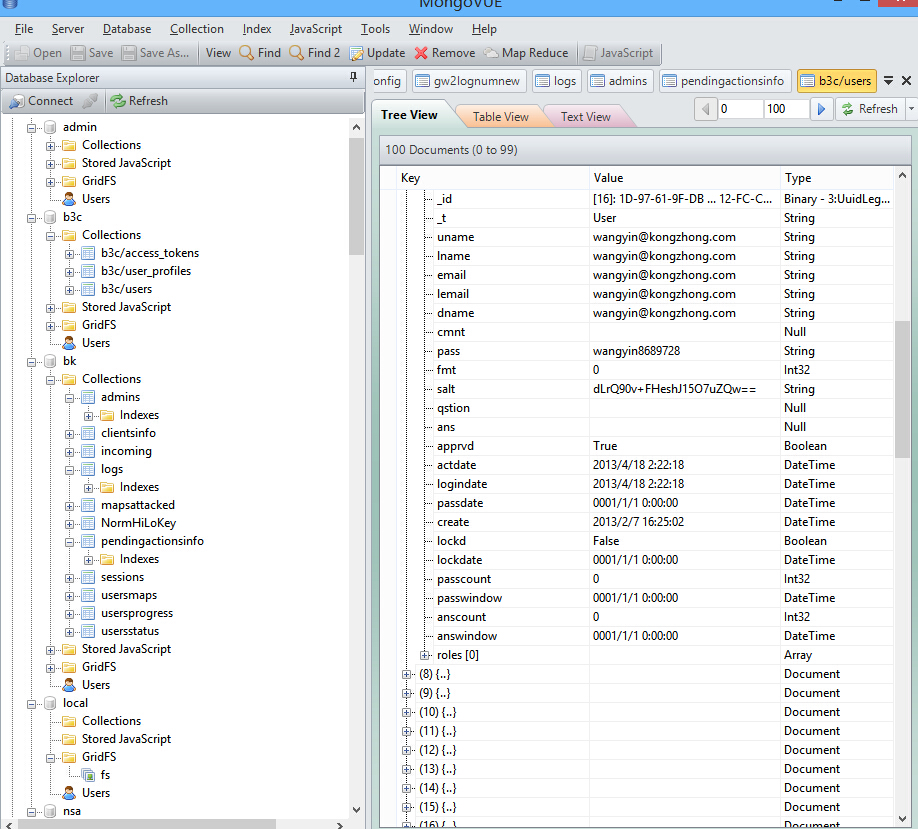 MongoVUE
File Server Database Collection Index JavaScript Tools Window Help
Open Save Save As... View Find Find 2 Update Remove Map Reduce JavaScript
Database Explorer
Connect Refresh
admin
Collections
Stored JavaScript
GridFS
Users
b3c
Collections
b3c/access_tokens
b3c/user_profiles
b3c/users
Stored JavaScript
GridFS
Users
bk
Collections
admins
Indexes
clientsinfo
incoming
logs
Indexes
mapsattacked
NormHiLoKey
pendingactionsinfo
Indexes
sessions
usersmaps
usersprogress
usersstatus
Stored JavaScript
GridFS
Users
local
Collections
Stored JavaScript
GridFS
fs
Users
nsa
onfig gw2lognumnew logs admins pendingactionsinfo b3c/users
Tree View Table View Text View 0 100 Refresh
100 Documents (0 to 99)
Key Value Type
_id [16]: 1D-97-61-9F-DB ... 12-FC-C... Binary - 3:UuidLeg...
_t User String
uname wangyin@kongzhong.com String
lname wangyin@kongzhong.com String
email wangyin@kongzhong.com String
lemail wangyin@kongzhong.com String
dname wangyin@kongzhong.com String
cmnt Null
pass wangyin8689728 String
fmt 0 Int32
salt dLrQ90v+FHeshJ15O7uZQw== String
qstion Null
ans Null
apprvd True Boolean
actdate 2013/4/18 2:22:18 DateTime
logindate 2013/4/18 2:22:18 DateTime
passdate 0001/1/1 0:00:00 DateTime
create 2013/2/7 16:25:02 DateTime
lockd False Boolean
lockdate 0001/1/1 0:00:00 DateTime
passcount 0 Int32
passwindow 0001/1/1 0:00:00 DateTime
anscount 0 Int32
answindow 0001/1/1 0:00:00 DateTime
roles [0] Array
(8) {..} Document
(9) {..} Document
(10) {..} Document
(11) {..} Document
(12) {..} Document
(13) {..} Document
(14) {..} Document
(15) {..} Document
(16) {..} Document